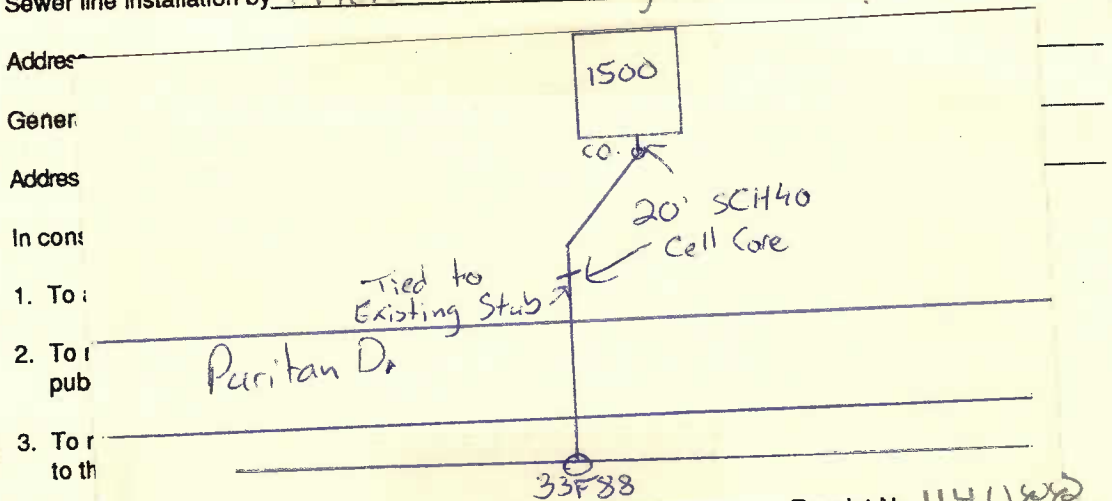 Sewer line installation by
Address
1500
Gener
co.
Addres
20' SCH40
Cell Core
In cons
Tied to
Existing Stub
1. To
2. To
pub
Puritan Dr
3. To r
to th
33F88